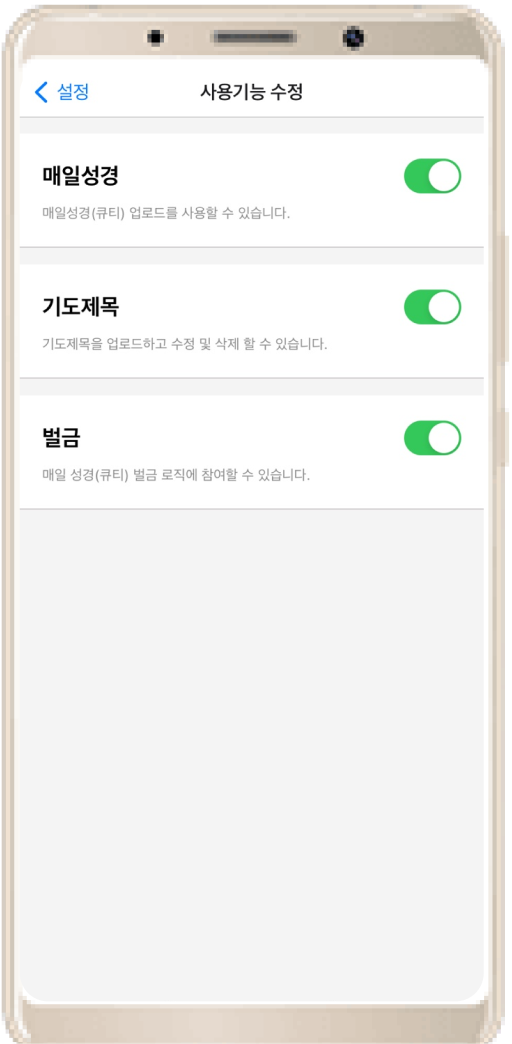 설정 사용기능 수정
매일성경
매일성경(큐티) 업로드를 사용할 수 있습니다.
기도제목
기도제목을 업로드하고 수정 및 삭제 할 수 있습니다.
벌금
매일 성경(큐티) 벌금 로직에 참여할 수 있습니다.